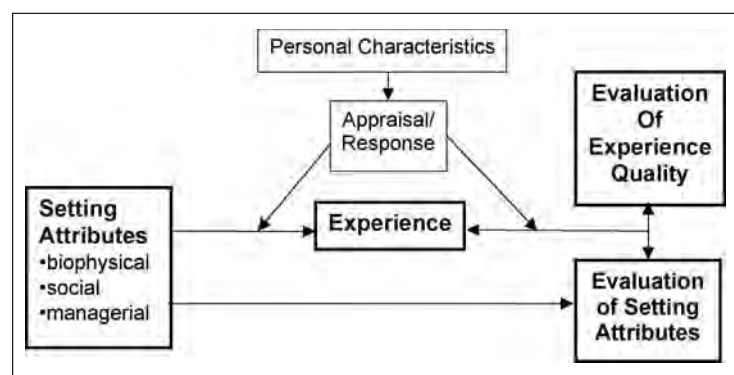 Personal Characteristics
Appraisal/
Response
Evaluation
Of
Experience
Quality
Setting
Attributes
•biophysical
•social
•managerial
Experience
Evaluation
of Setting
Attributes